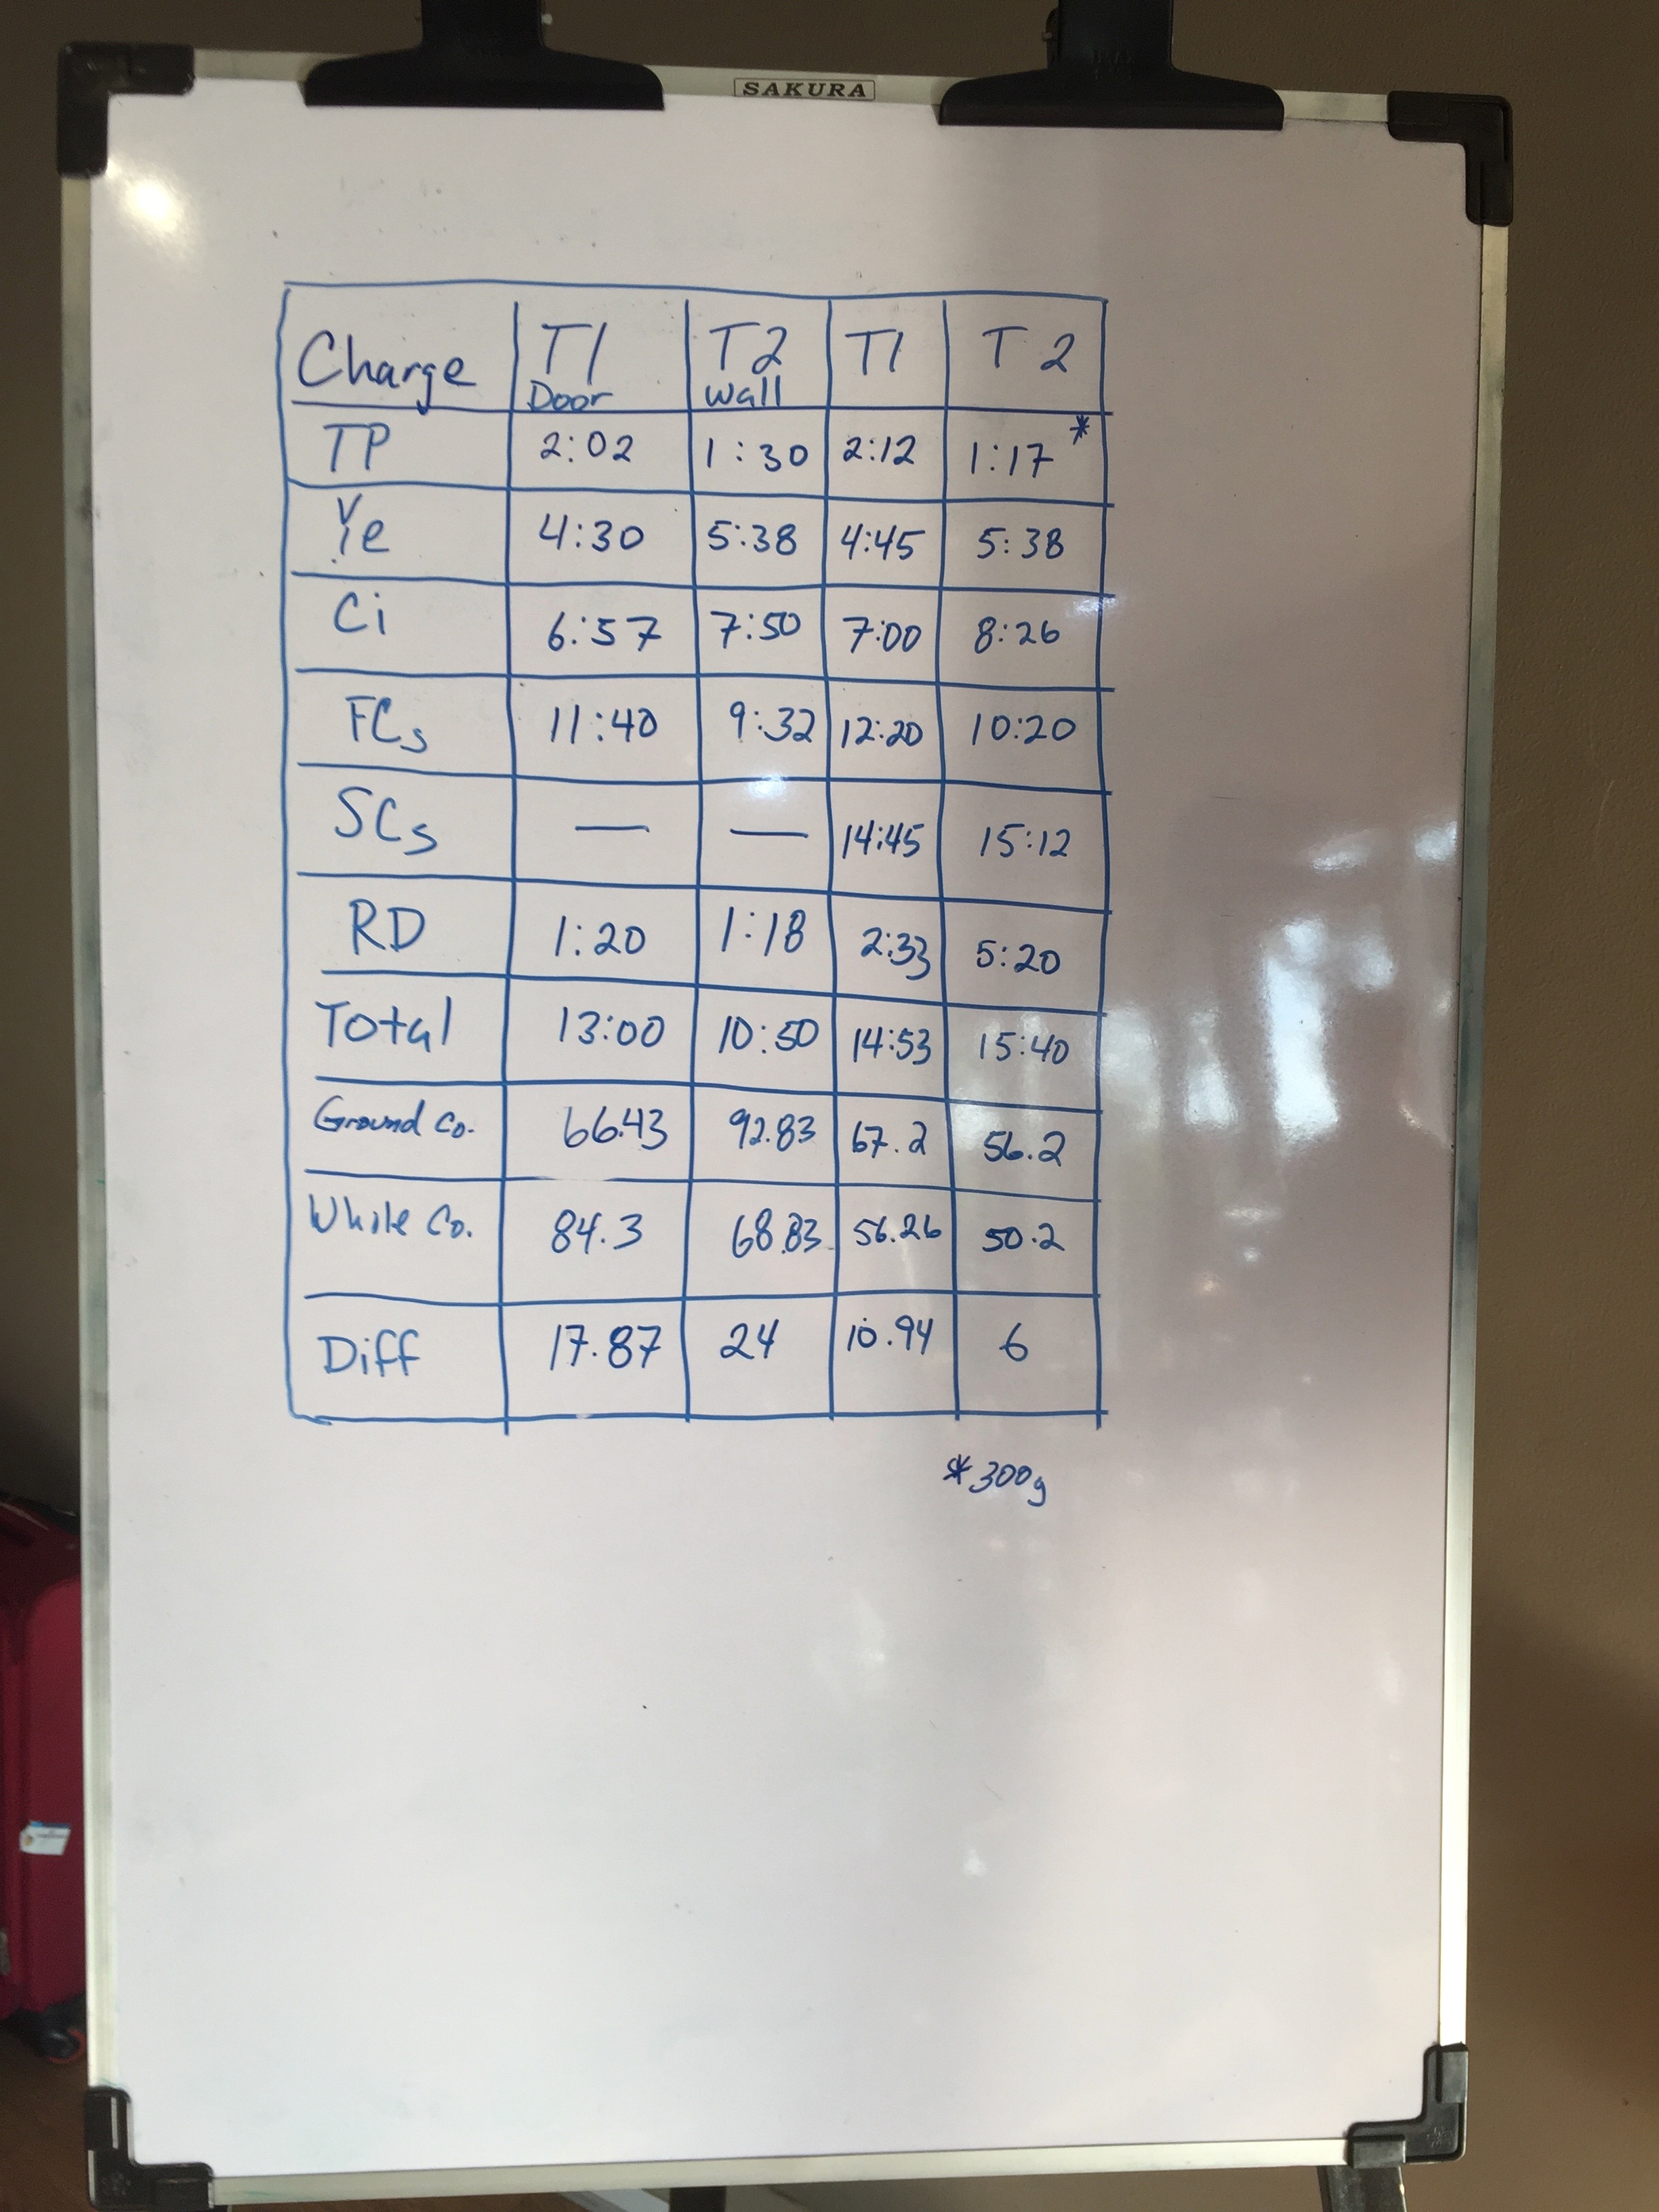 SAKURA
Charge T1 Door T2 Wall T1 T2
TP 2:02 1:30 2:12 1:17*
Ye 4:30 5:38 4:45 5:38
Ci 6:57 7:50 7:00 8:26
FCs 11:40 9:32 12:20 10:20
SCs — — 14:45 15:12
RD 1:20 1:18 2:33 5:20
Total 13:00 10:50 14:53 15:40
Ground Co. 66.43 92.83 67.2 56.2
Whole Co. 84.3 68.83 56.26 50.2
Diff 17.87 24 10.94 6
*300g